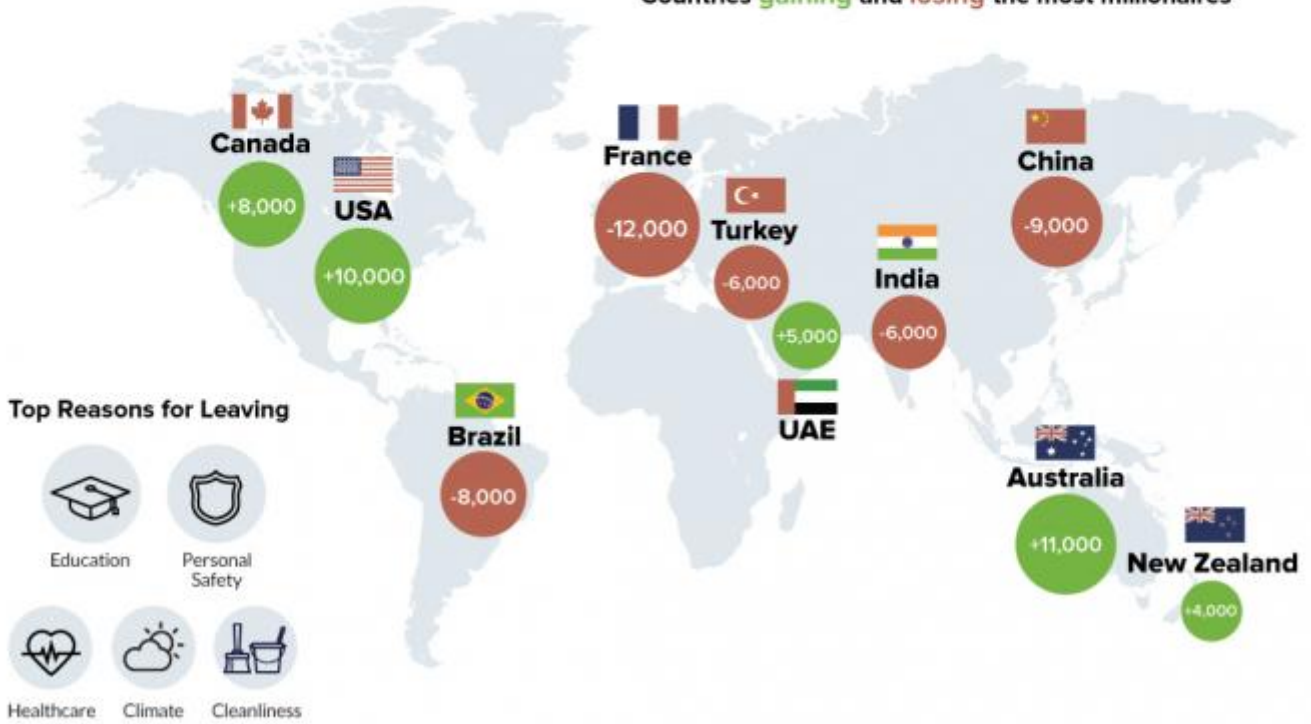 Countries gaining and losing the most millionaires
Canada
+8,000
USA
+10,000
France
-12,000
Turkey
-6,000
+5,000
UAE
India
-6,000
China
-9,000
Brazil
-8,000
Australia
+11,000
New Zealand
+4,000
Top Reasons for Leaving
Education
Personal
Safety
Healthcare
Climate
Cleanliness